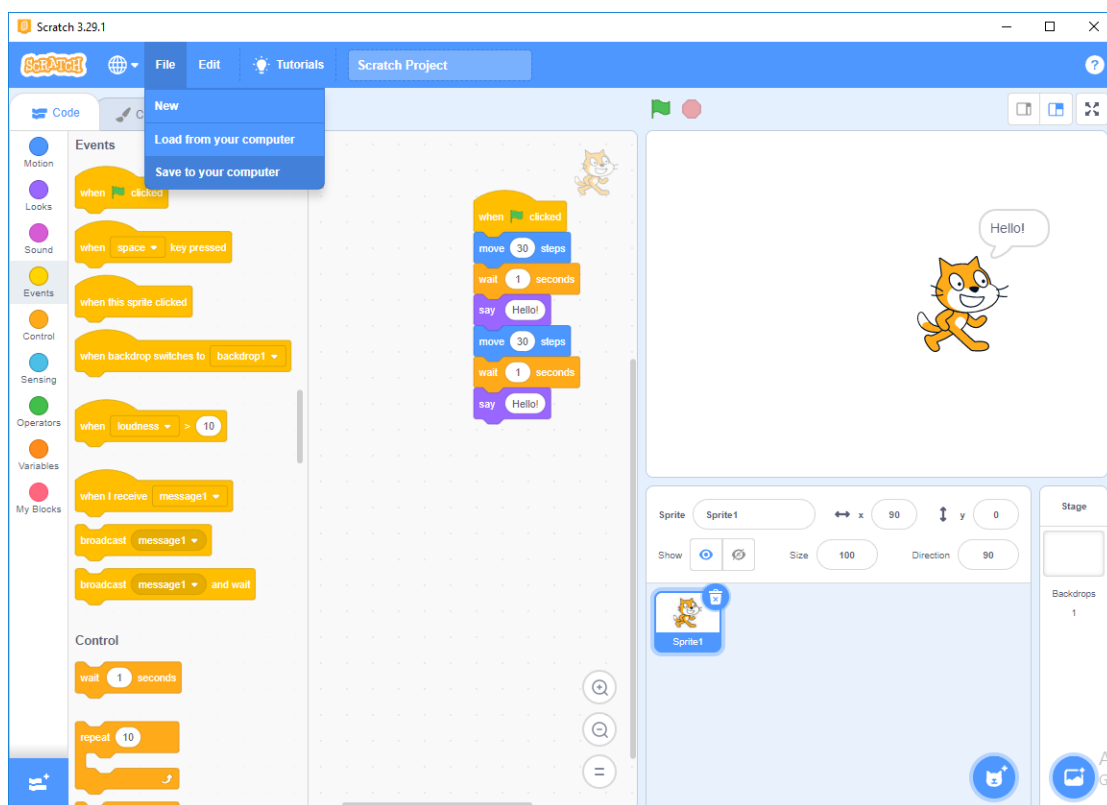 Scratch 3.29.1
SCRATCH File Edit Tutorials Scratch Project ?
New
Load from your computer
Save to your computer
Code C
Motion
Looks
Sound
Events
Control
Sensing
Operators
Variables
My Blocks
Events
when clicked
when space key pressed
when this sprite clicked
when backdrop switches to backdrop1
when loudness > 10
when I receive message1
broadcast message1
broadcast message1 and wait
Control
wait 1 seconds
repeat 10
when clicked
move 30 steps
wait 1 seconds
say Hello!
move 30 steps
wait 1 seconds
say Hello!
Hello!
Sprite Sprite1 x 90 y 0
Show Size 100 Direction 90
Sprite1
Stage
Backdrops
1
A
G